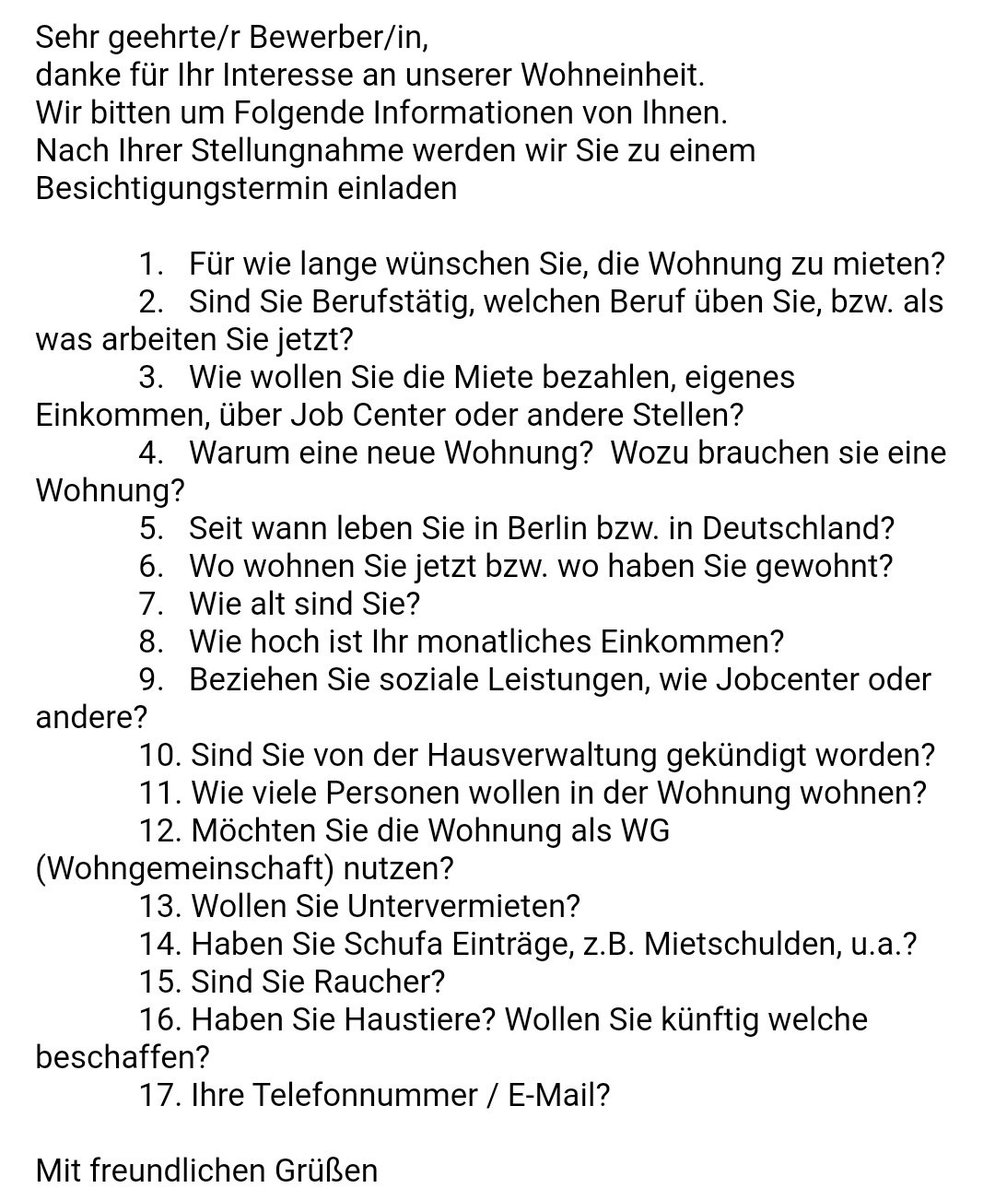 Sehr geehrte/r Bewerber/in,
danke für Ihr Interesse an unserer Wohneinheit.
Wir bitten um Folgende Informationen von Ihnen.
Nach Ihrer Stellungnahme werden wir Sie zu einem
Besichtigungstermin einladen
1. Für wie lange wünschen Sie, die Wohnung zu mieten?
2. Sind Sie Berufstätig, welchen Beruf üben Sie, bzw. als
was arbeiten Sie jetzt?
3. Wie wollen Sie die Miete bezahlen, eigenes
Einkommen, über Job Center oder andere Stellen?
4. Warum eine neue Wohnung?  Wozu brauchen sie eine
Wohnung?
5. Seit wann leben Sie in Berlin bzw. in Deutschland?
6. Wo wohnen Sie jetzt bzw. wo haben Sie gewohnt?
7. Wie alt sind Sie?
8. Wie hoch ist Ihr monatliches Einkommen?
9. Beziehen Sie soziale Leistungen, wie Jobcenter oder
andere?
10. Sind Sie von der Hausverwaltung gekündigt worden?
11. Wie viele Personen wollen in der Wohnung wohnen?
12. Möchten Sie die Wohnung als WG
(Wohngemeinschaft) nutzen?
13. Wollen Sie Untervermieten?
14. Haben Sie Schufa Einträge, z.B. Mietschulden, u.a.?
15. Sind Sie Raucher?
16. Haben Sie Haustiere? Wollen Sie künftig welche
beschaffen?
17. Ihre Telefonnummer / E-Mail?
Mit freundlichen Grüßen